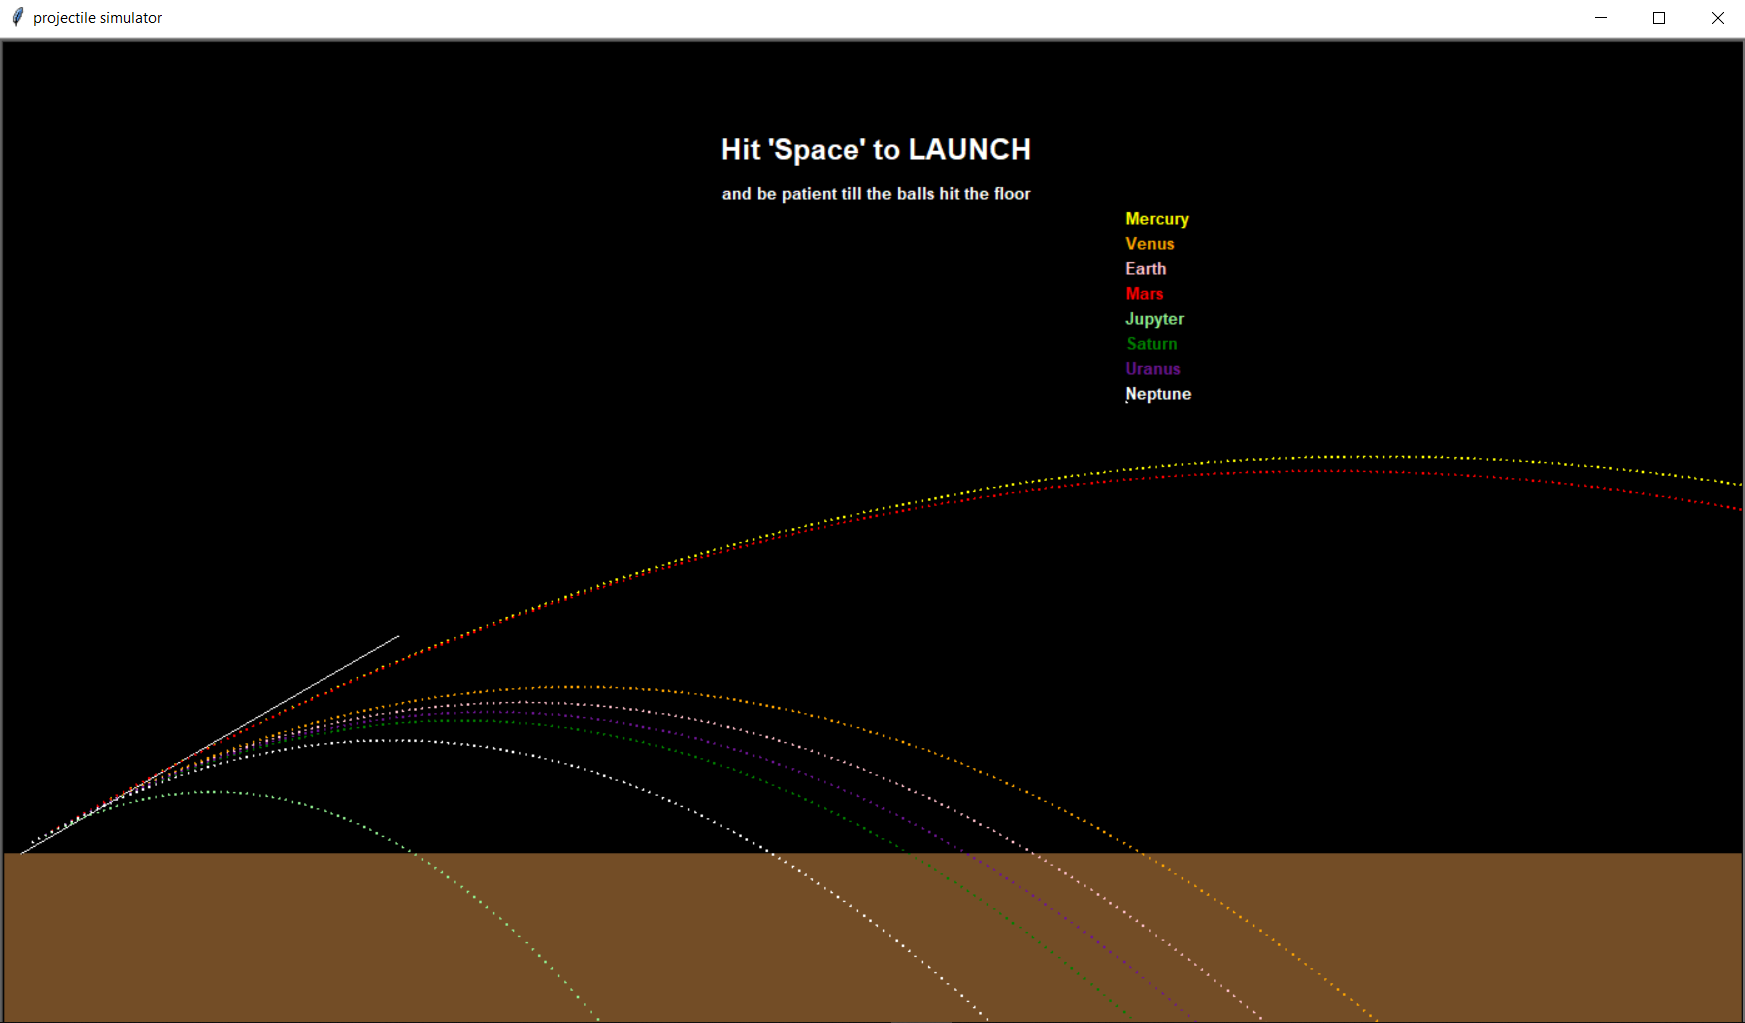 projectile simulator
Hit 'Space' to LAUNCH
and be patient till the balls hit the floor
Mercury
Venus
Earth
Mars
Jupyter
Saturn
Uranus
Neptune